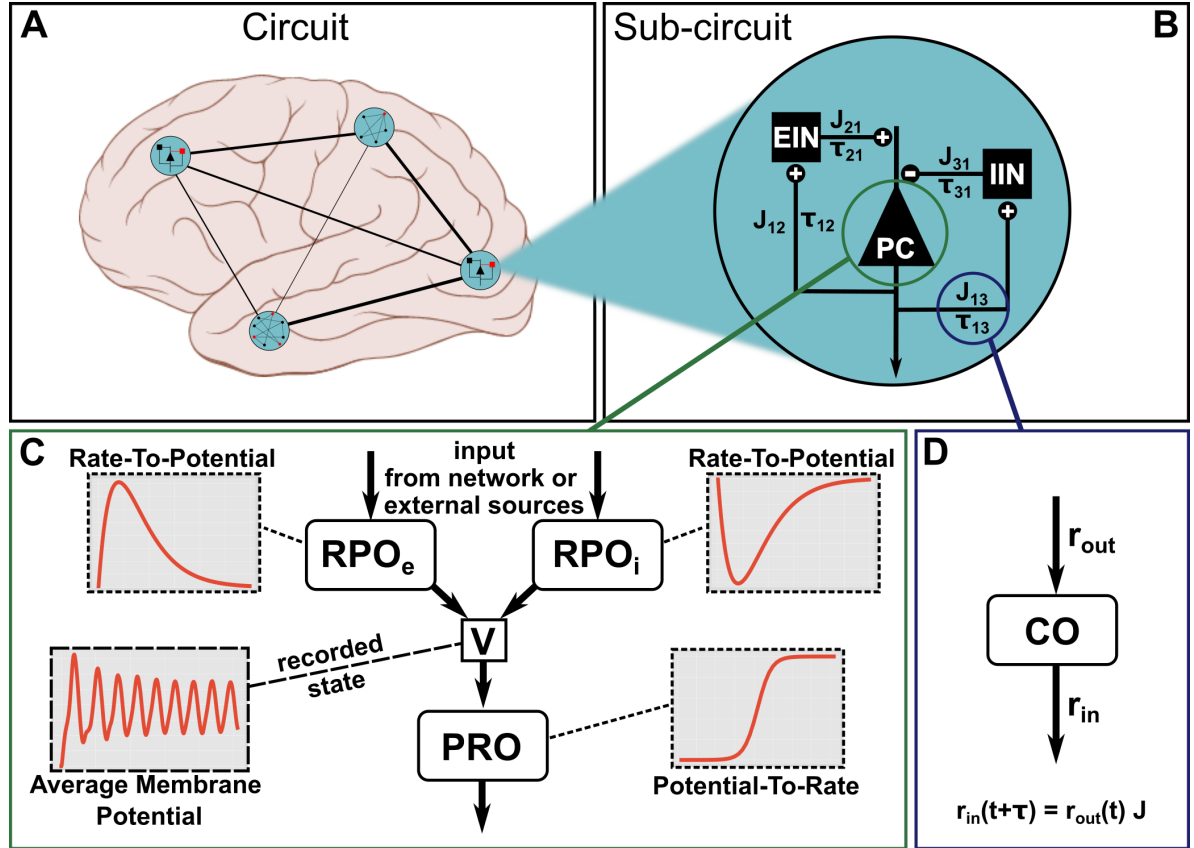 A
Circuit
Sub-circuit
B
EIN
J21
τ21
J31
τ31
IIN
J12
τ12
PC
J13
τ13
C
Rate-To-Potential
input
from network or
external sources
Rate-To-Potential
RPOe
RPOi
V
recorded
state
PRO
Average Membrane
Potential
Potential-To-Rate
D
rout
CO
rin
rin(t+τ) = rout(t) J